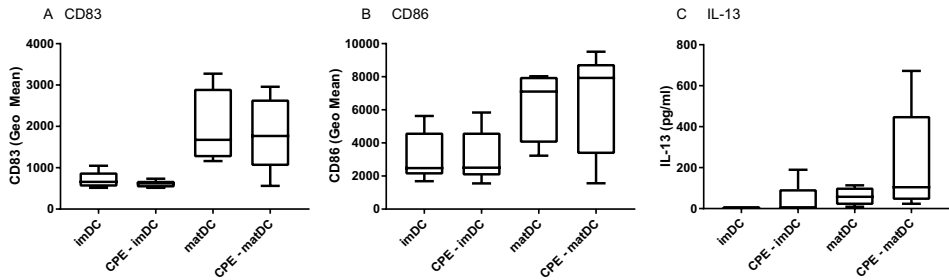 A CD83
CD83 (Geo Mean)
4000
3000
2000
1000
0
imDC
CPE - imDC
matDC
CPE - matDC
B CD86
CD86 (Geo Mean)
10000
8000
6000
4000
2000
0
imDC
CPE - imDC
matDC
CPE - matDC
C IL-13
IL-13 (pg/ml)
800
600
400
200
0
imDC
CPE - imDC
matDC
CPE - matDC